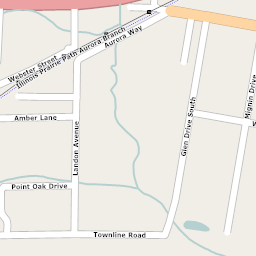 Aurora Way
Webster Street
Illinois Prairie Path Aurora Branch
Amber Lane
Landon Avenue
Glen Drive South
Mignin Drive
Point Oak Drive
Townline Road